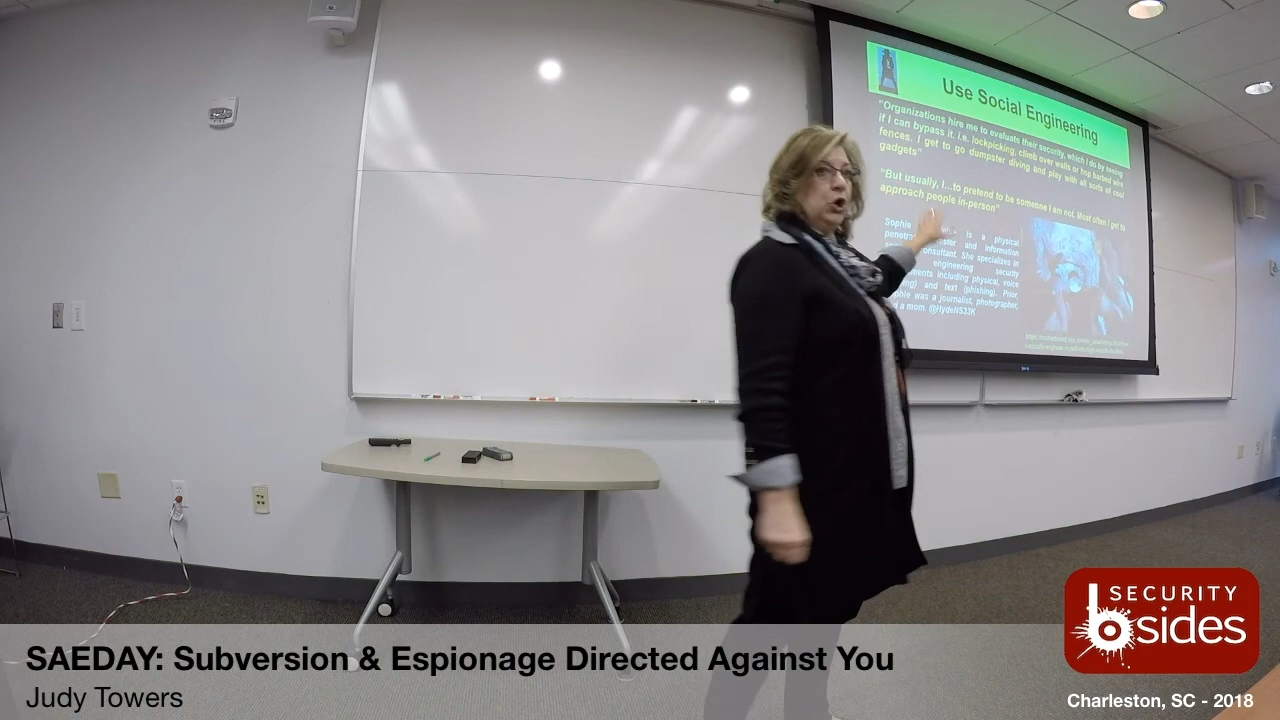 Use Social Engineering
"Organizations hire me to evaluate their security, which I do by seeing
if I can bypass it. i.e. lockpicking, climb over walls or hop barbed wire
fences. I get to go dumpster diving and play with all sorts of cool
gadgets"
"But usually, I...to pretend to be someone I am not. Most often I get to
approach people in-person"
Sophie is a physical
and Information
consultant. She specializes in
engineering security
including physical, voice
and text (phishing). Prior,
was a journalist, photographer,
a mom. @HydeNS33K
SAEDAY: Subversion & Espionage Directed Against You
Judy Towers
SECURITY
bsides
Charleston, SC - 2018